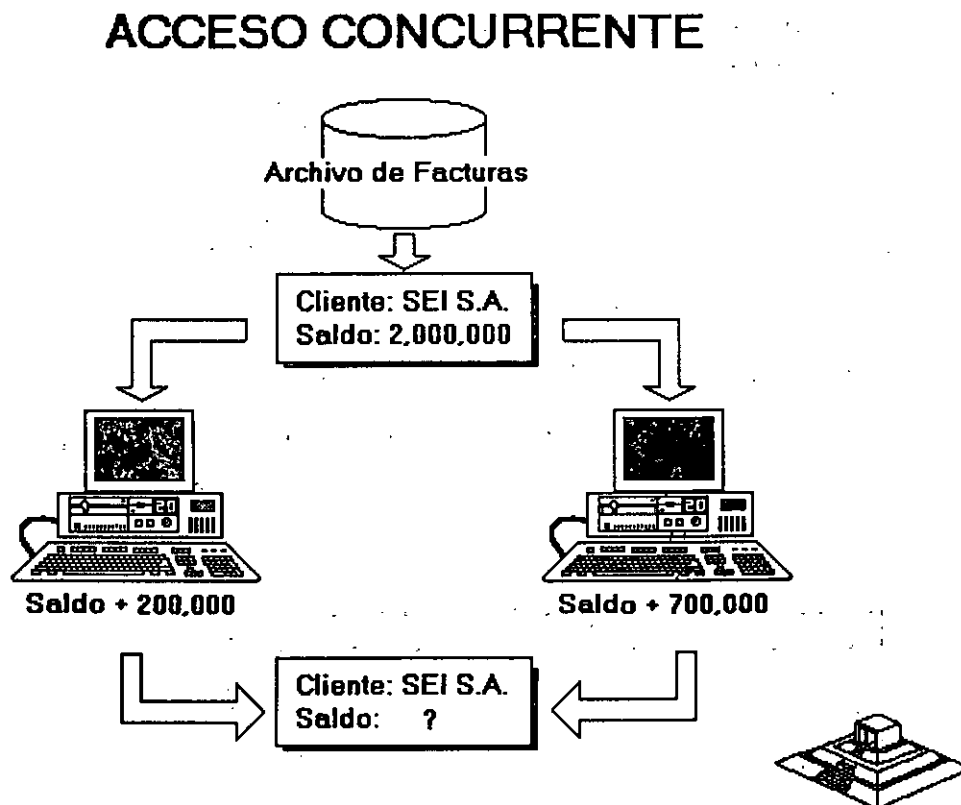 ACCESO CONCURRENTE
Archivo de Facturas
Cliente: SEI S.A.
Saldo: 2,000,000
Saldo + 200,000
Saldo + 700,000
Cliente: SEI S.A.
Saldo: ?